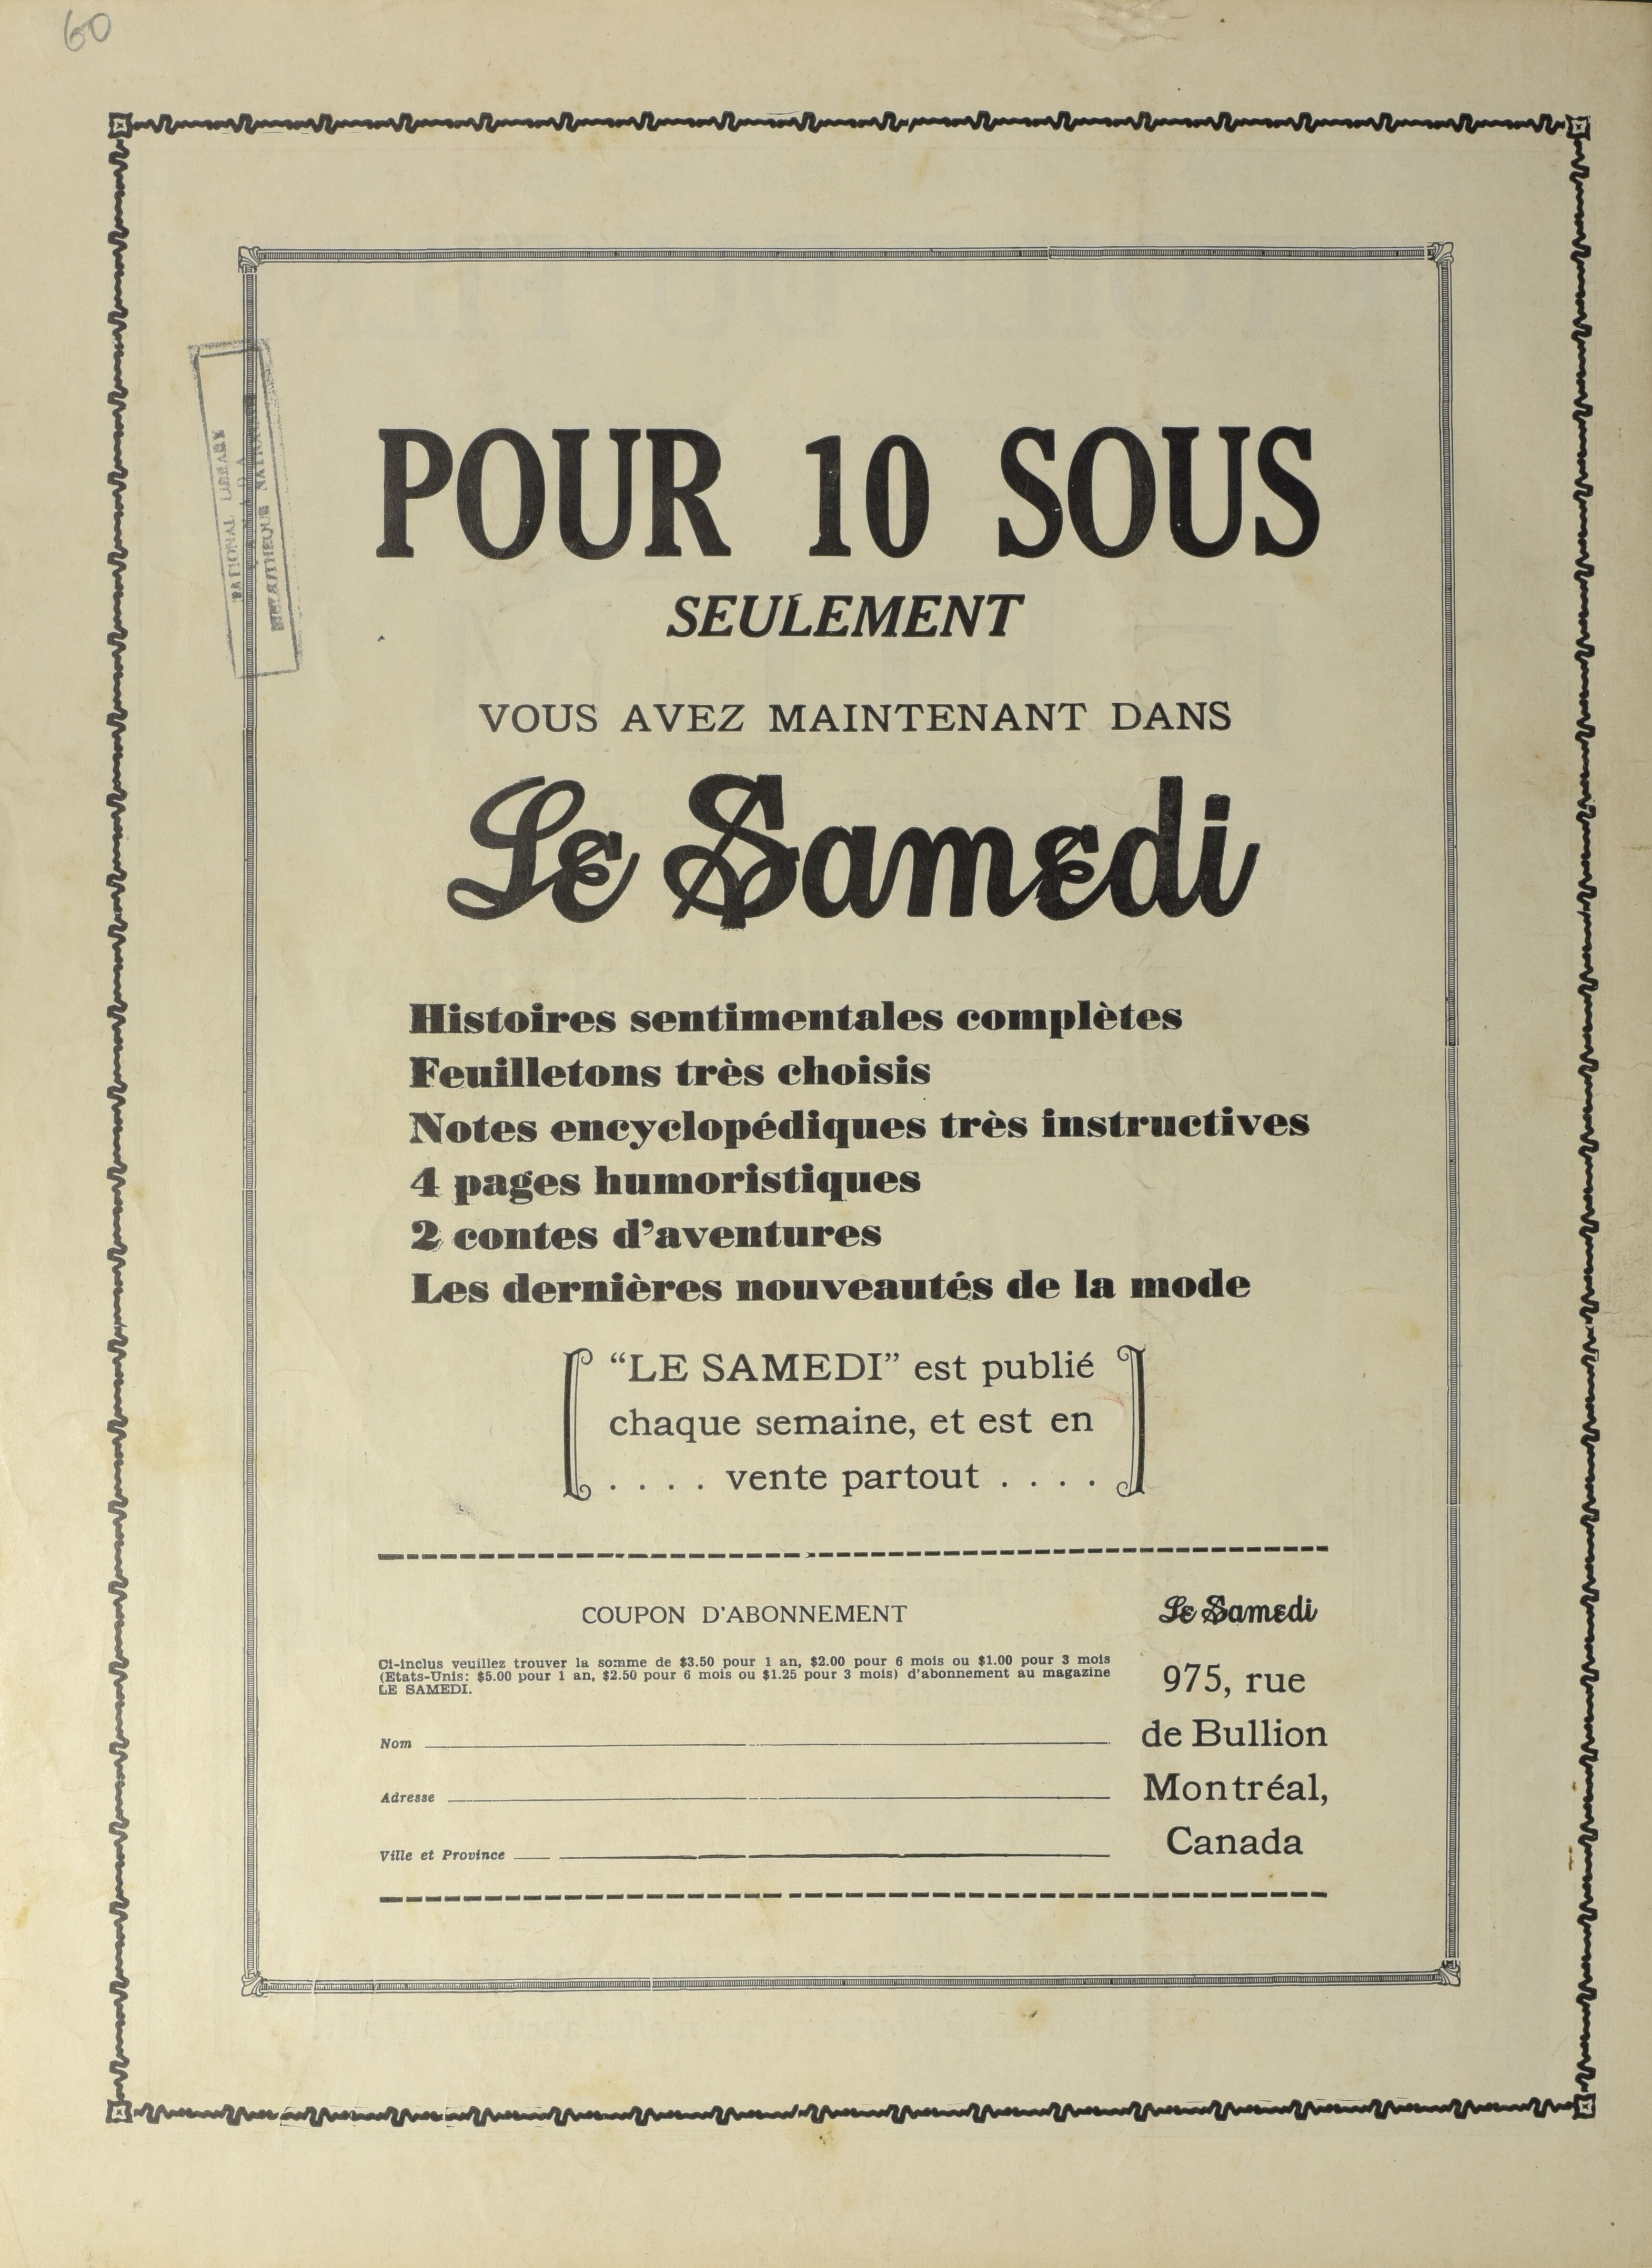 60
NATIONAL LIBRARY
POUR 10 SOUS
SEULEMENT
VOUS AVEZ MAINTENANT DANS
Le Samedi
Histoires sentimentales complètes
Feuilletons très choisis
Notes encyclopédiques très instructives
4 pages humoristiques
2 contes d'aventures
Les dernières nouveautés de la mode
“LE SAMEDI” est publié
chaque semaine, et est en
. . . . vente partout . . . .
COUPON D'ABONNEMENT
Ci-inclus veuillez trouver la somme de $3.50 pour 1 an, $2.00 pour 6 mois ou $1.00 pour 3 mois
(Etats-Unis: $5.00 pour 1 an, $2.50 pour 6 mois ou $1.25 pour 3 mois) d'abonnement au magazine
LE SAMEDI.
Nom
Adresse
Ville et Province
Le Samedi
975, rue
de Bullion
Montréal,
Canada